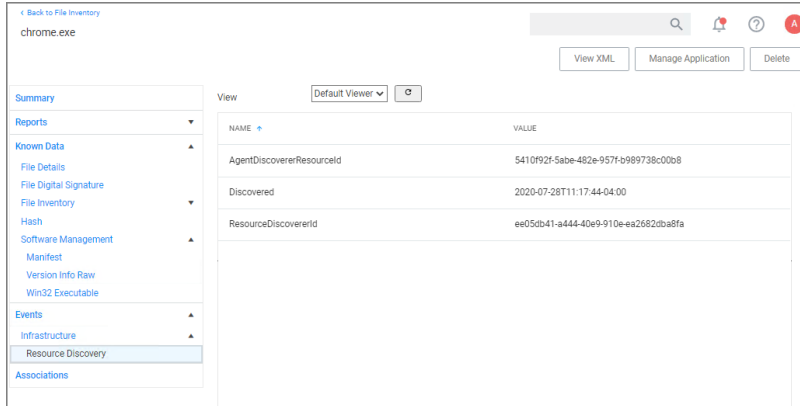 ‹ Back to File Inventory
chrome.exe
A
View XML Manage Application Delete
Summary
Reports
Known Data
File Details
File Digital Signature
File Inventory
Hash
Software Management
Manifest
Version Info Raw
Win32 Executable
Events
Infrastructure
Resource Discovery
Associations
View Default Viewer
NAME VALUE
AgentDiscovererResourceId 5410f92f-5abe-482e-957f-b989738c00b8
Discovered 2020-07-28T11:17:44-04:00
ResourceDiscovererId ee05db41-a444-40e9-910e-ea2682dba8fa